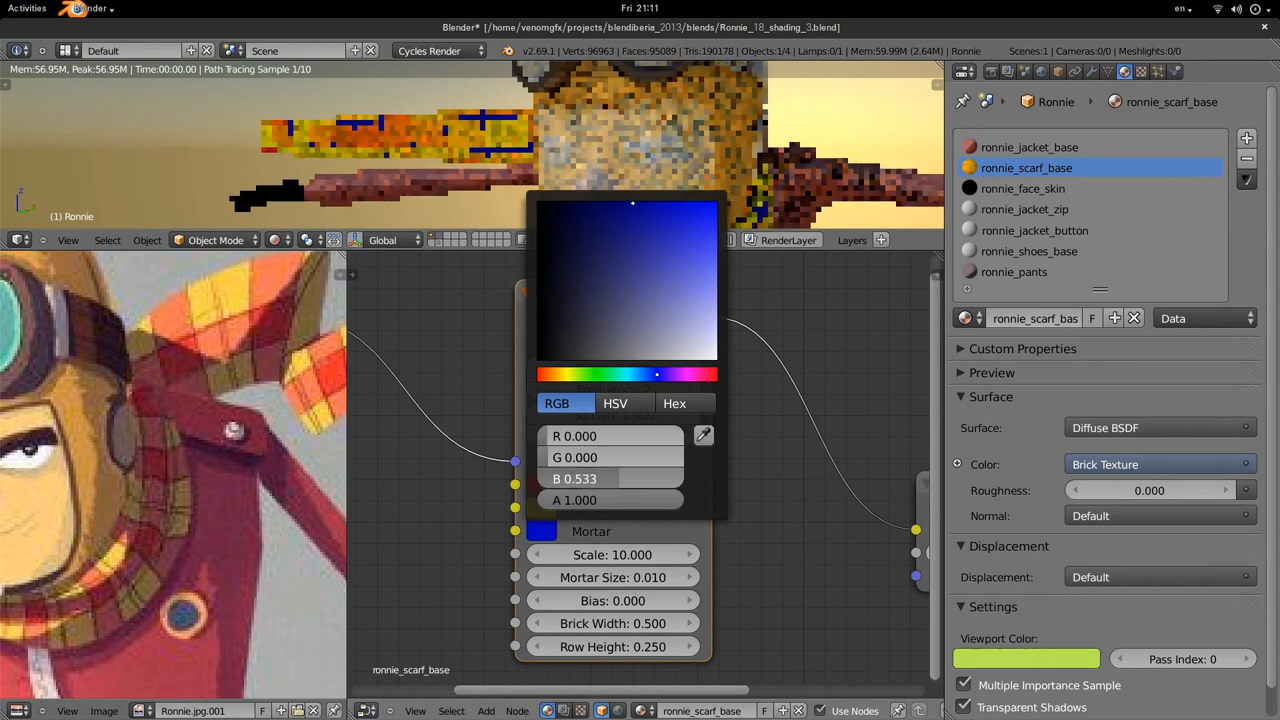 Activities Blender Fri 21:11 en
Blender* [/home/venomgfx/projects/blendiberia_2013/blends/Ronnie_18_shading_3.blend]
Default Scene Cycles Render v2.69.1 | Verts:96963 | Faces:95089 | Tris:190178 | Objects:1/4 | Lamps:0/1 | Mem:59.99M (2.64M) | Ronnie Scenes:1 | Cameras:0/0 | Meshlights:0/0
Mem:56.95M, Peak:56.95M | Time:00:00.00 | Path Tracing Sample 1/10
Ronnie ronnie_scarf_base
ronnie_jacket_base
ronnie_scarf_base
ronnie_face_skin
ronnie_jacket_zip
ronnie_jacket_button
ronnie_shoes_base
ronnie_pants
z
(1) Ronnie
View Select Object Object Mode Global RenderLayer Layers
ronnie_scarf_bas F Data
Custom Properties
Preview
Surface
Surface: Diffuse BSDF
Color: Brick Texture
Roughness: 0.000
Normal: Default
Displacement
Displacement: Default
Settings
Viewport Color:
Pass Index: 0
Multiple Importance Sample
Transparent Shadows
RGB HSV Hex
R 0.000
G 0.000
B 0.533
A 1.000
Mortar
Scale: 10.000
Mortar Size: 0.010
Bias: 0.000
Brick Width: 0.500
Row Height: 0.250
ronnie_scarf_base
View Image Ronnie.jpg.001 F View Select Add Node ronnie_scarf_base F Use Nodes